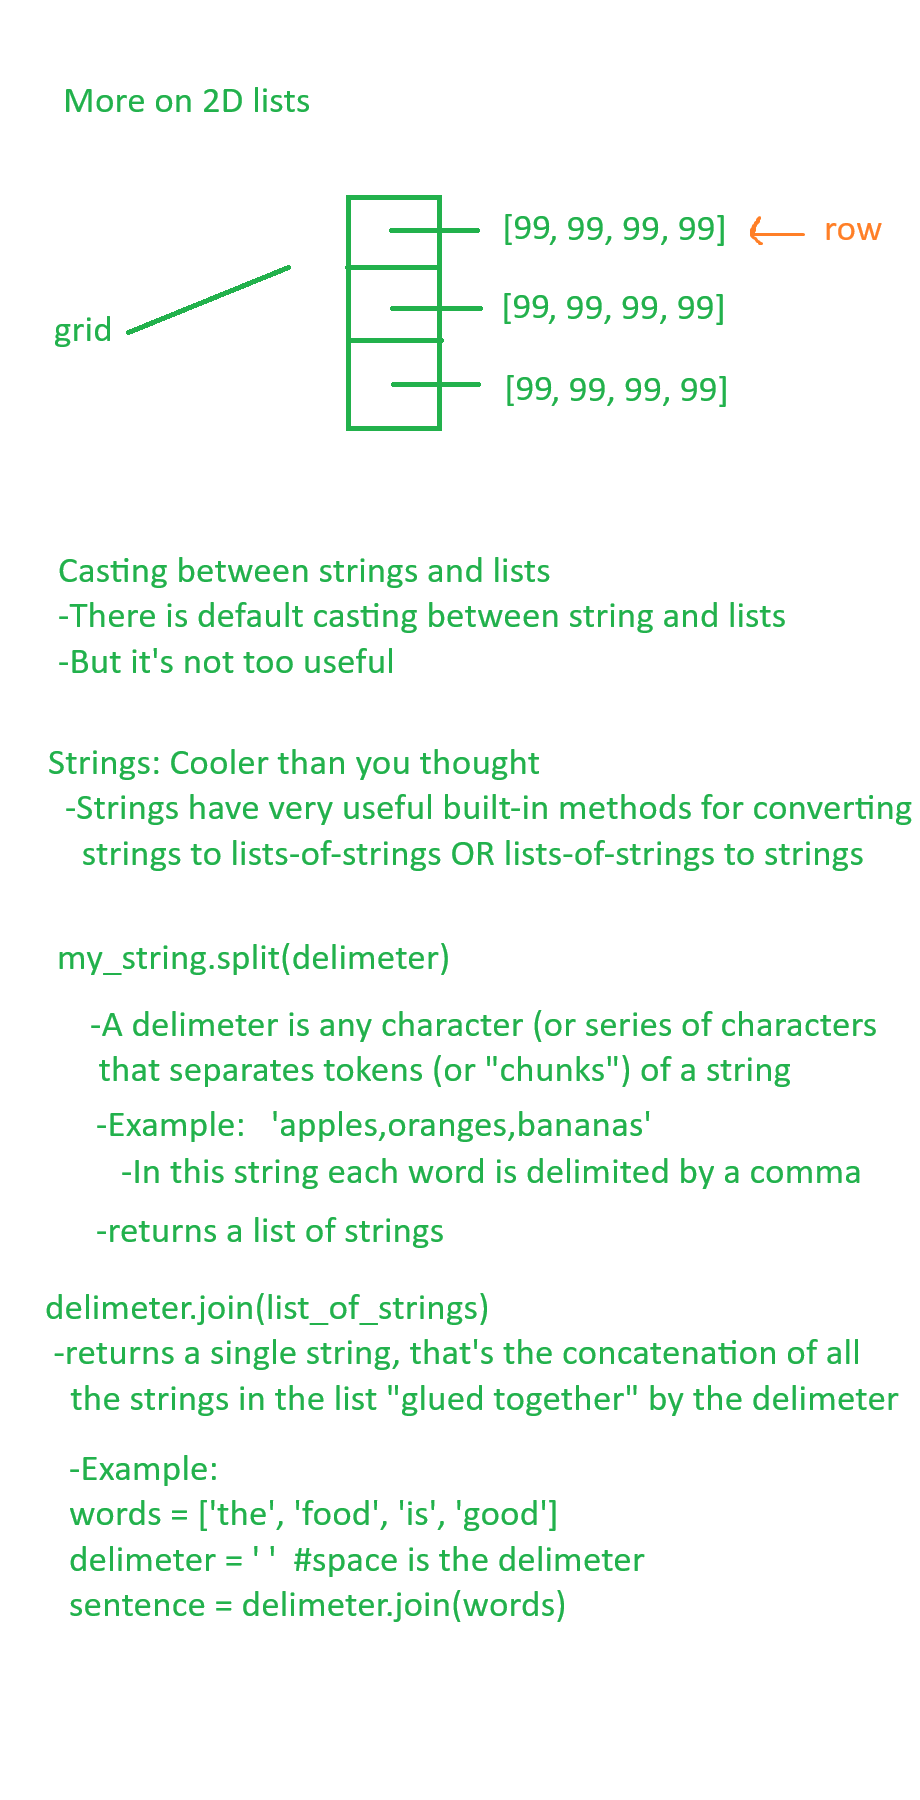 More on 2D lists
[99, 99, 99, 99] row
grid
[99, 99, 99, 99]
[99, 99, 99, 99]
Casting between strings and lists
-There is default casting between string and lists
-But it's not too useful
Strings: Cooler than you thought
-Strings have very useful built-in methods for converting
strings to lists-of-strings OR lists-of-strings to strings
my_string.split(delimeter)
-A delimeter is any character (or series of characters
that separates tokens (or "chunks") of a string
-Example: 'apples,oranges,bananas'
-In this string each word is delimited by a comma
-returns a list of strings
delimeter.join(list_of_strings)
-returns a single string, that's the concatenation of all
the strings in the list "glued together" by the delimeter
-Example:
words = ['the', 'food', 'is', 'good']
delimeter = ' ' #space is the delimeter
sentence = delimeter.join(words)